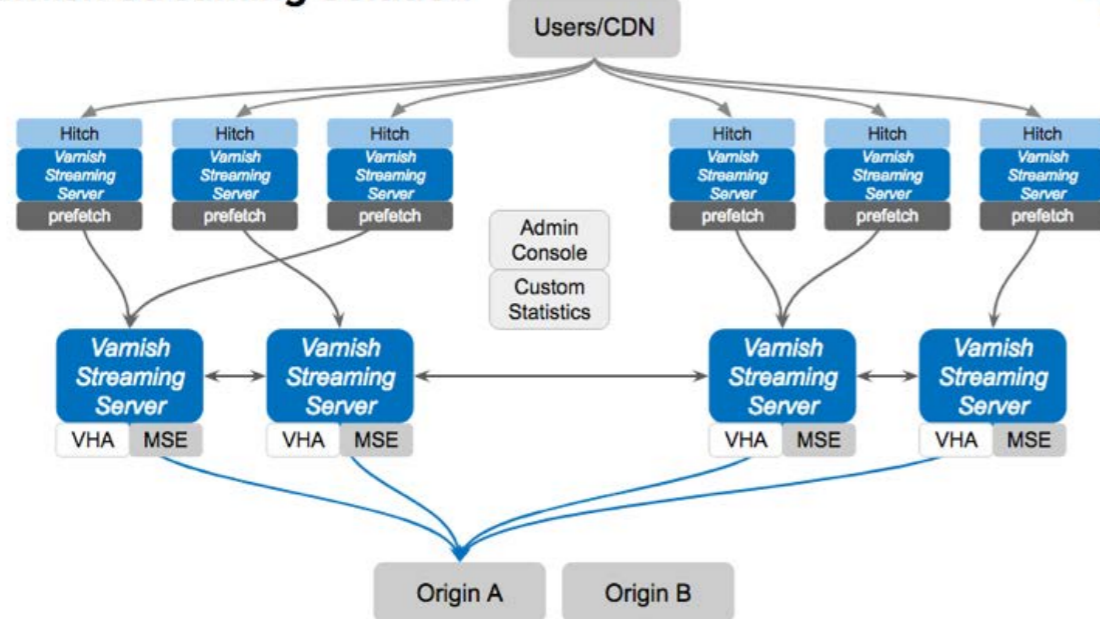 Users/CDN
Hitch
Varnish
Streaming
Server
prefetch
Hitch
Varnish
Streaming
Server
prefetch
Hitch
Varnish
Streaming
Server
prefetch
Hitch
Varnish
Streaming
Server
prefetch
Hitch
Varnish
Streaming
Server
prefetch
Hitch
Varnish
Streaming
Server
prefetch
Admin
Console
Custom
Statistics
Varnish
Streaming
Server
VHA
MSE
Varnish
Streaming
Server
VHA
MSE
Varnish
Streaming
Server
VHA
MSE
Varnish
Streaming
Server
VHA
MSE
Origin A
Origin B